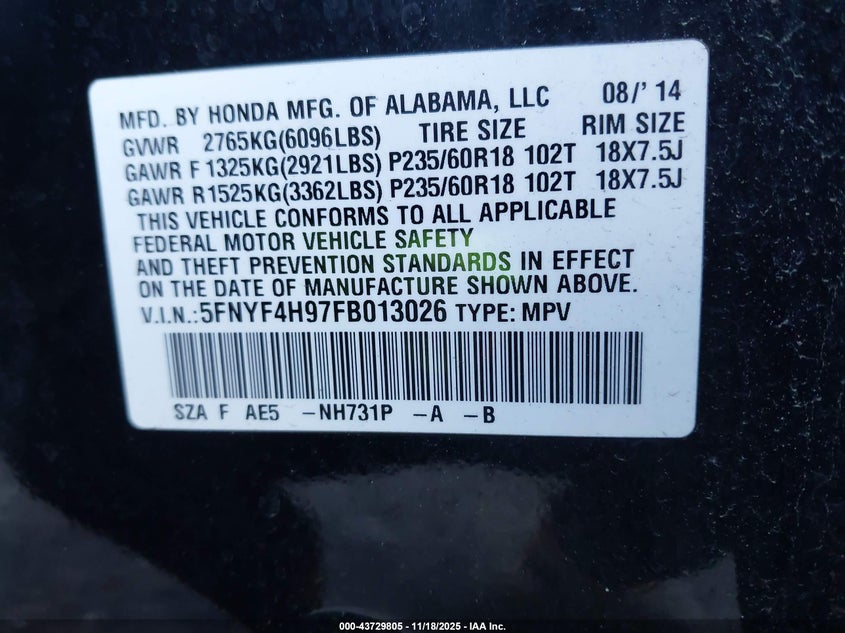 MFD. BY HONDA MFG. OF ALABAMA, LLC 08/'14
GVWR 2765KG(6096LBS) TIRE SIZE RIM SIZE
GAWR F 1325KG(2921LBS) P235/60R18 102T 18X7.5J
GAWR R1525KG(3362LBS) P235/60R18 102T 18X7.5J
THIS VEHICLE CONFORMS TO ALL APPLICABLE
FEDERAL MOTOR VEHICLE SAFETY
AND THEFT PREVENTION STANDARDS IN EFFECT
ON THE DATE OF MANUFACTURE SHOWN ABOVE.
V.I.N.:5FNYF4H97FB013026 TYPE: MPV
SZA F AE5 -NH731P -A -B
000-43729805 - 11/18/2025 - IAA Inc.